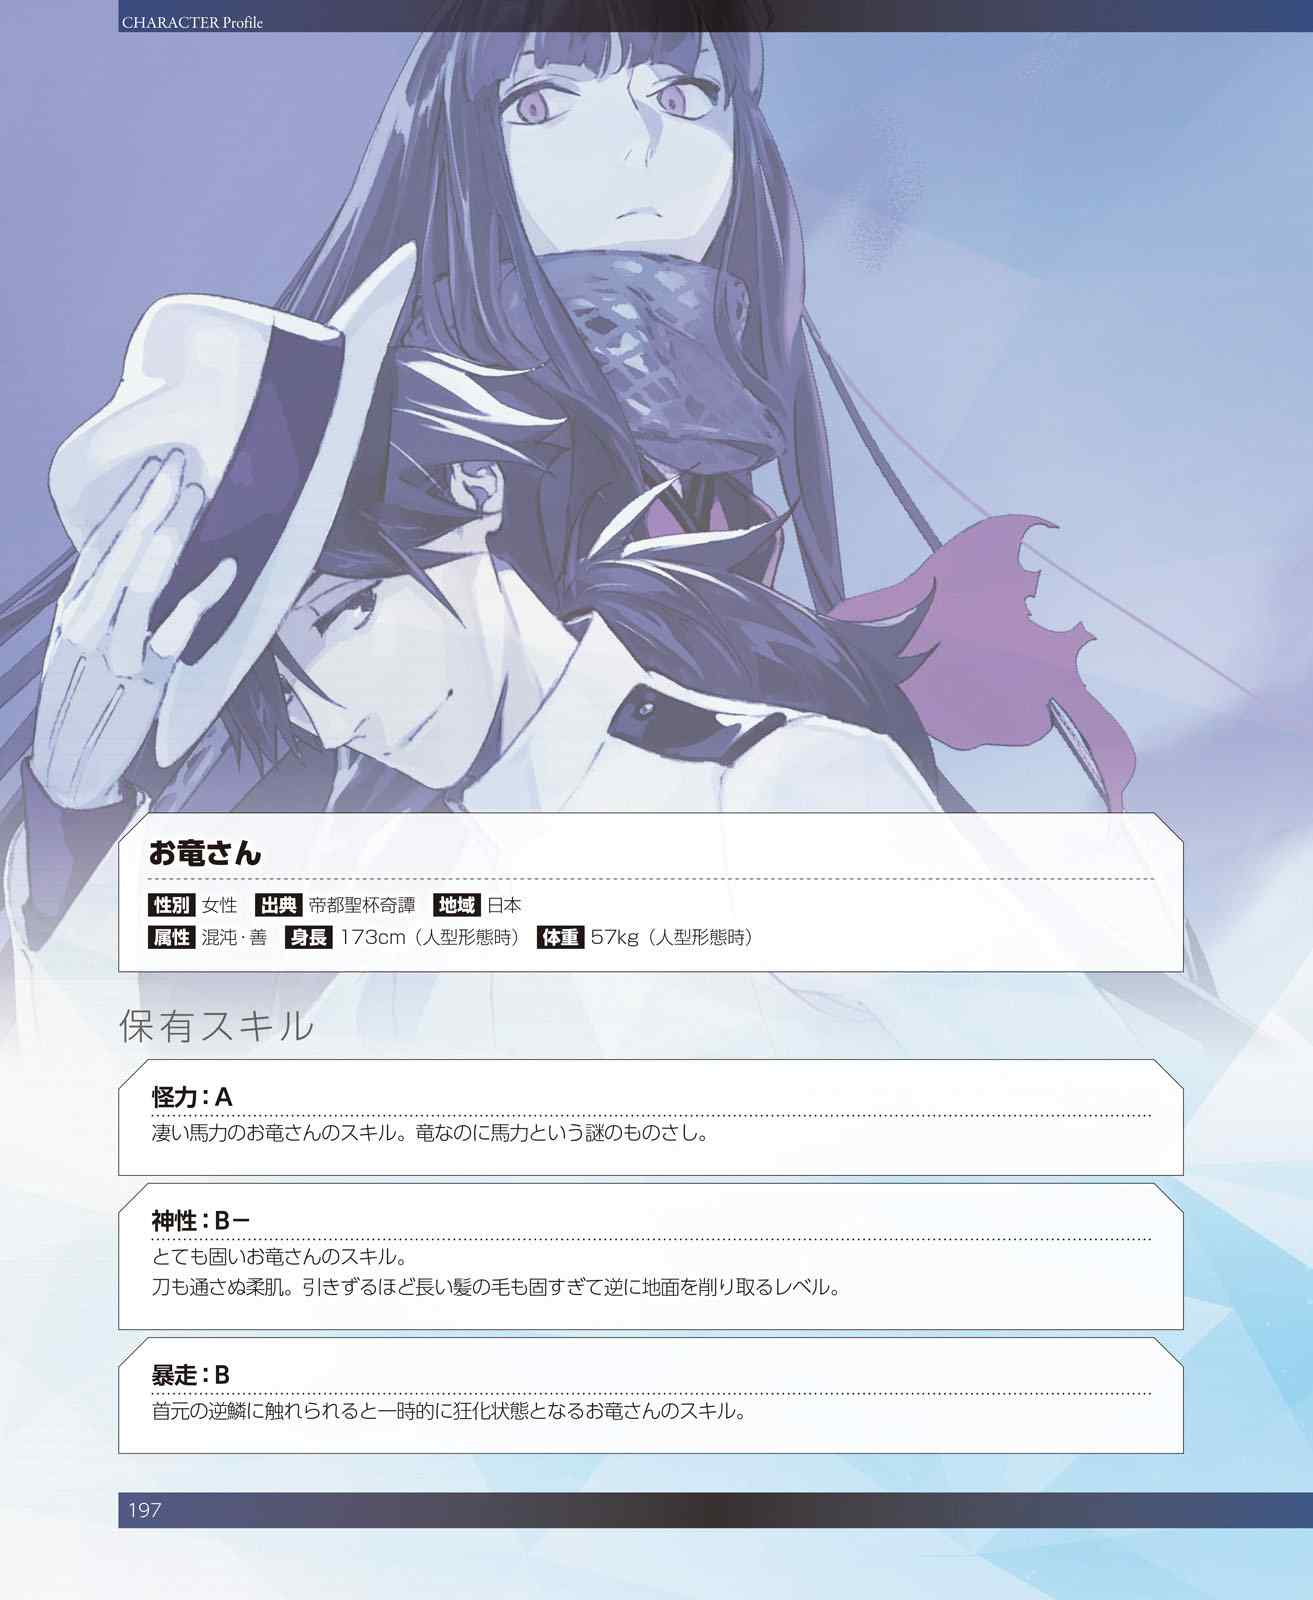 CHARACTER Profile
お竜さん
性別 女性 出典 帝都聖杯奇譚 地域 日本
属性 混沌・善 身長 173cm（人型形態時） 体重 57kg（人型形態時）
保有スキル
怪力：A
凄い馬力のお竜さんのスキル。竜なのに馬力という謎のものさし。
神性：B－
とても固いお竜さんのスキル。
刀も通さぬ柔肌。引きずるほど長い髪の毛も固すぎて逆に地面を削り取るレベル。
暴走：B
首元の逆鱗に触れられると一時的に狂化状態となるお竜さんのスキル。
197